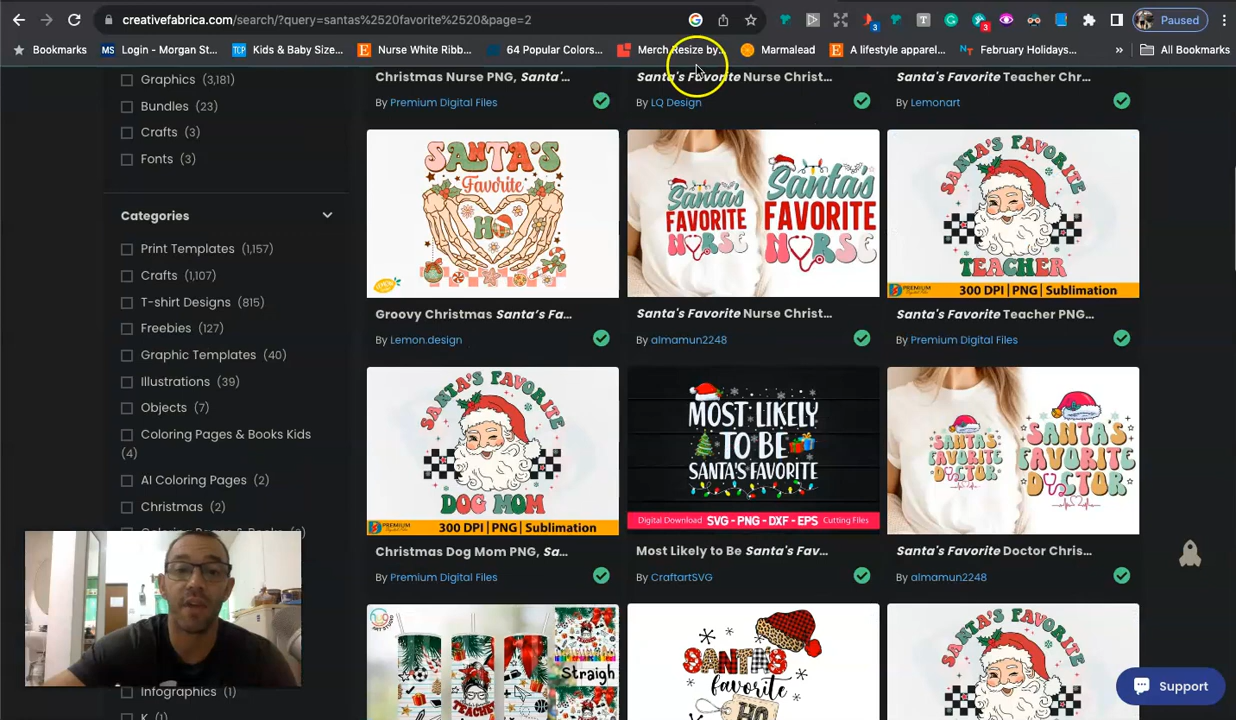 creativefabrica.com/search/?query=santas%2520favorite%2520&page=2
Paused
Bookmarks
Login - Morgan St...
Kids & Baby Size...
Nurse White Ribb...
64 Popular Colors...
Merch Resize by...
Marmalead
A lifestyle apparel...
February Holidays...
»
All Bookmarks
Graphics (3,181)
Bundles (23)
Crafts (3)
Fonts (3)
Categories
Print Templates (1,157)
Crafts (1,107)
T-shirt Designs (815)
Freebies (127)
Graphic Templates (40)
Illustrations (39)
Objects (7)
Coloring Pages & Books Kids
(4)
AI Coloring Pages (2)
Christmas (2)
Infographics (1)
Christmas Nurse PNG, Santa'...
By Premium Digital Files
Santa's Favorite Nurse Christ...
By LQ Design
Santa's Favorite Teacher Chr...
By Lemonart
SANTA'S
Favorite
HO
Groovy Christmas Santa's Fa...
By Lemon.design
Santa's
FAVORITE
NURSE
Santa's
FAVORITE
NURSE
Santa's Favorite Nurse Christ...
By almamun2248
SANTA'S FAVORITE
TEACHER
PREMIUM
300 DPI | PNG | Sublimation
Santa's Favorite Teacher PNG...
By Premium Digital Files
SANTA'S FAVORITE
DOG MOM
PREMIUM
300 DPI | PNG | Sublimation
Christmas Dog Mom PNG, Sa...
By Premium Digital Files
MOST LIKELY
TO BE
SANTA'S FAVORITE
Digital Download SVG - PNG - DXF - EPS Cutting Files
Most Likely to Be Santa's Fav...
By CraftartSVG
SANTA'S
FAVORITE
DOCTOR
SANTA'S
FAVORITE
DOCTOR
Santa's Favorite Doctor Chris...
By almamun2248
TEACHER
Straigh
SANTA'S
favorite
HO
SANTA'S FAVORITE
Support